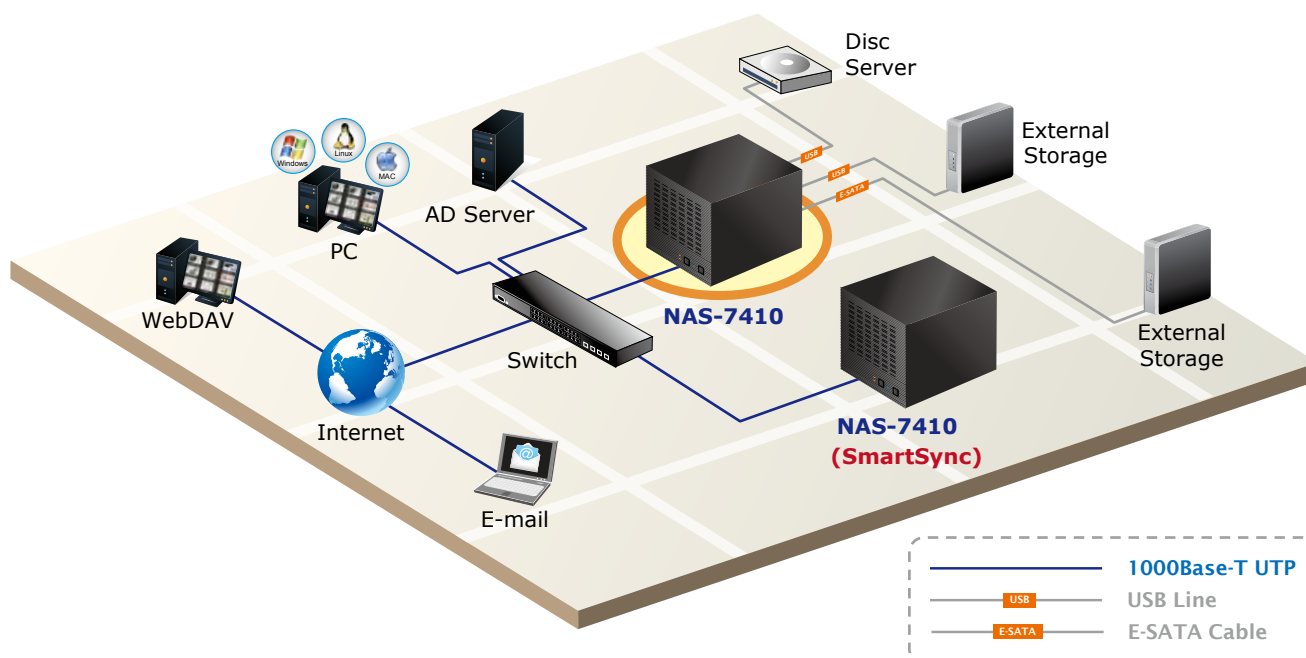 Disc
Server
External
Storage
Windows
Linux
MAC
USB
USB
E-SATA
AD Server
PC
WebDAV
NAS-7410
Switch
External
Storage
Internet
NAS-7410
(SmartSync)
@
E-mail
1000Base-T UTP
USB
USB Line
E-SATA
E-SATA Cable